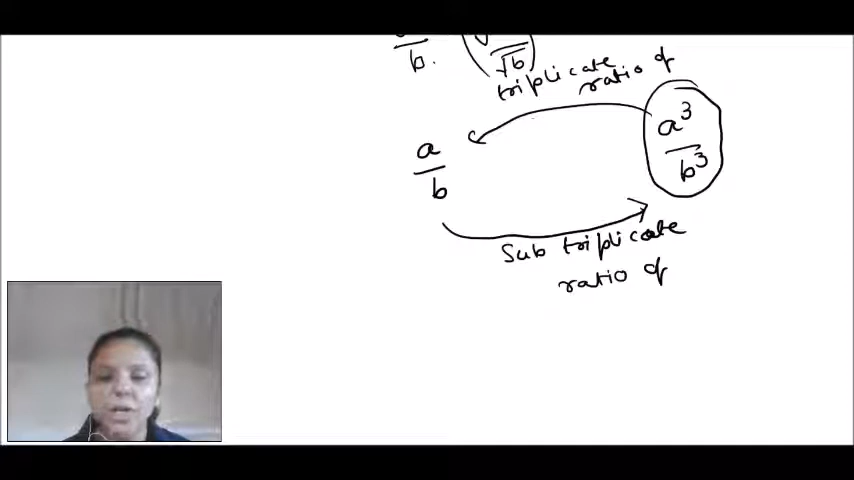 b. √b
triplicate
ratio of
a³
b³
a
b
Sub triplicate
ratio of